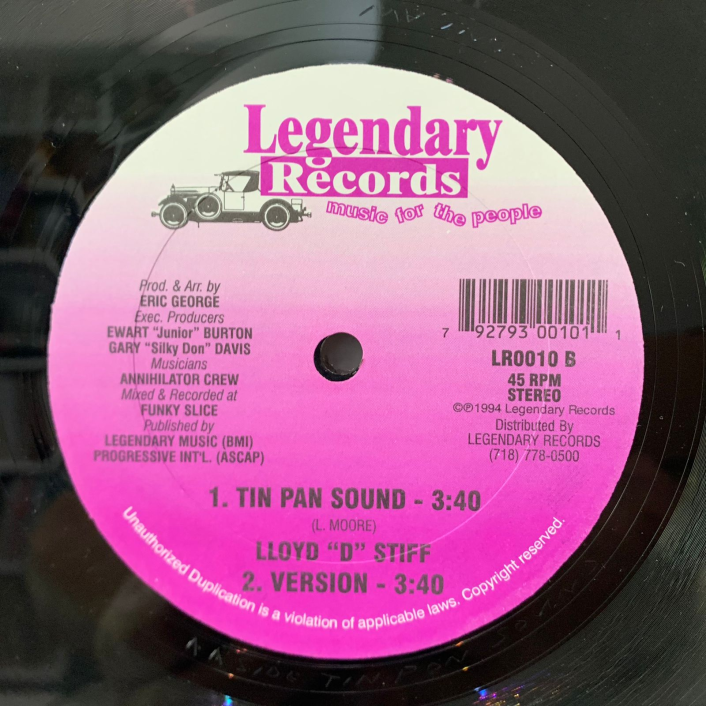 Legendary
Records
music for the people
Prod. & Arr. by
ERIC GEORGE
Exec. Producers
EWART "Junior" BURTON
GARY "Silky Don" DAVIS
Musicians
ANNIHILATOR CREW
Mixed & Recorded at
FUNKY SLICE
Published by
LEGENDARY MUSIC (BMI)
PROGRESSIVE INT'L. (ASCAP)
7 92793 00101 1
LR0010 B
45 RPM
STEREO
©℗1994 Legendary Records
Distributed By
LEGENDARY RECORDS
(718) 778-0500
1. TIN PAN SOUND - 3:40
(L. MOORE)
LLOYD "D" STIFF
2. VERSION - 3:40
Unauthorized Duplication is a violation of applicable laws. Copyright reserved.
SIDE TIN PAN